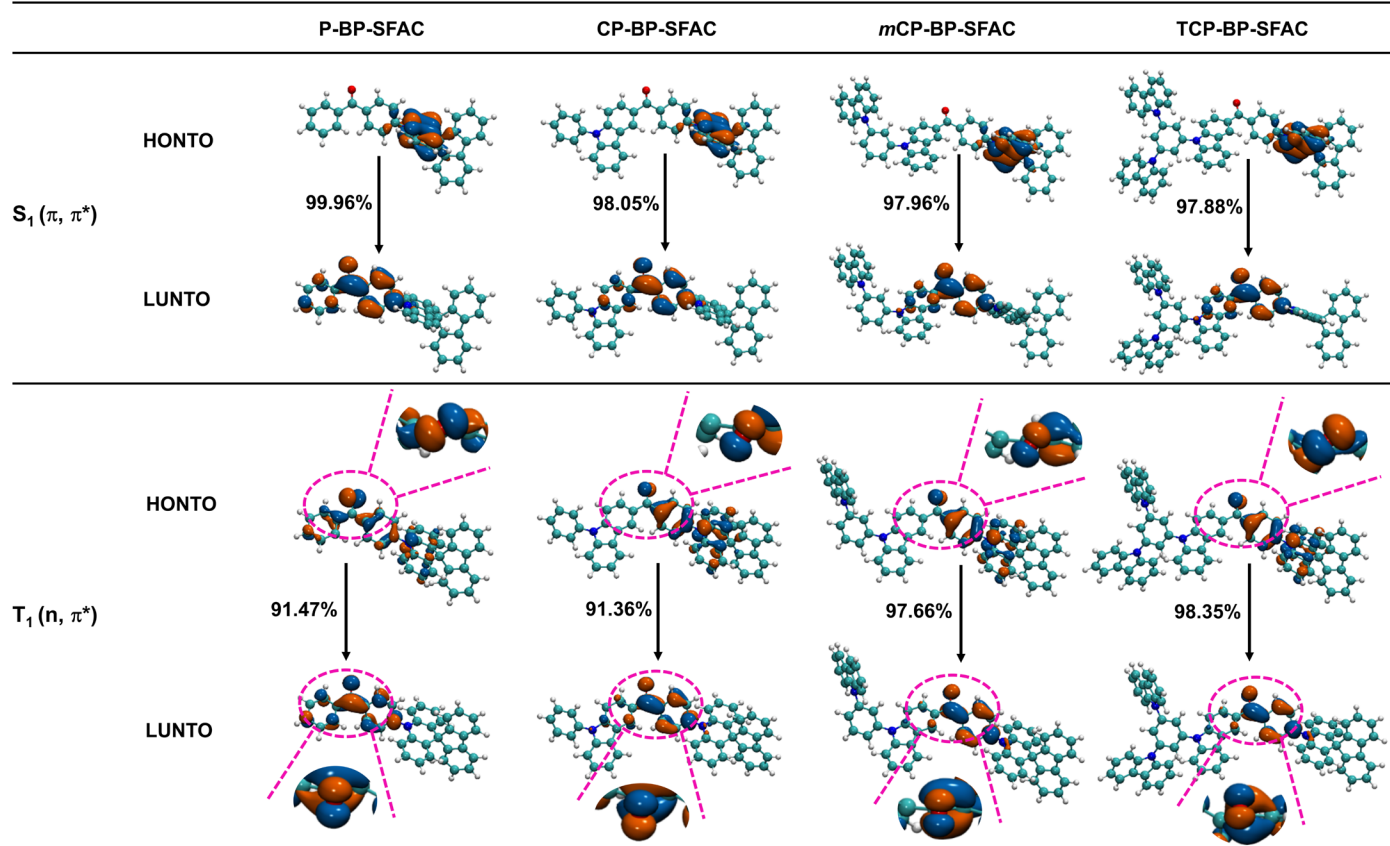 P-BP-SFAC CP-BP-SFAC mCP-BP-SFAC TCP-BP-SFAC
HONTO
99.96% 98.05% 97.96% 97.88%
S₁ (π, π*)
LUNTO
HONTO
91.47% 91.36% 97.66% 98.35%
T₁ (n, π*)
LUNTO